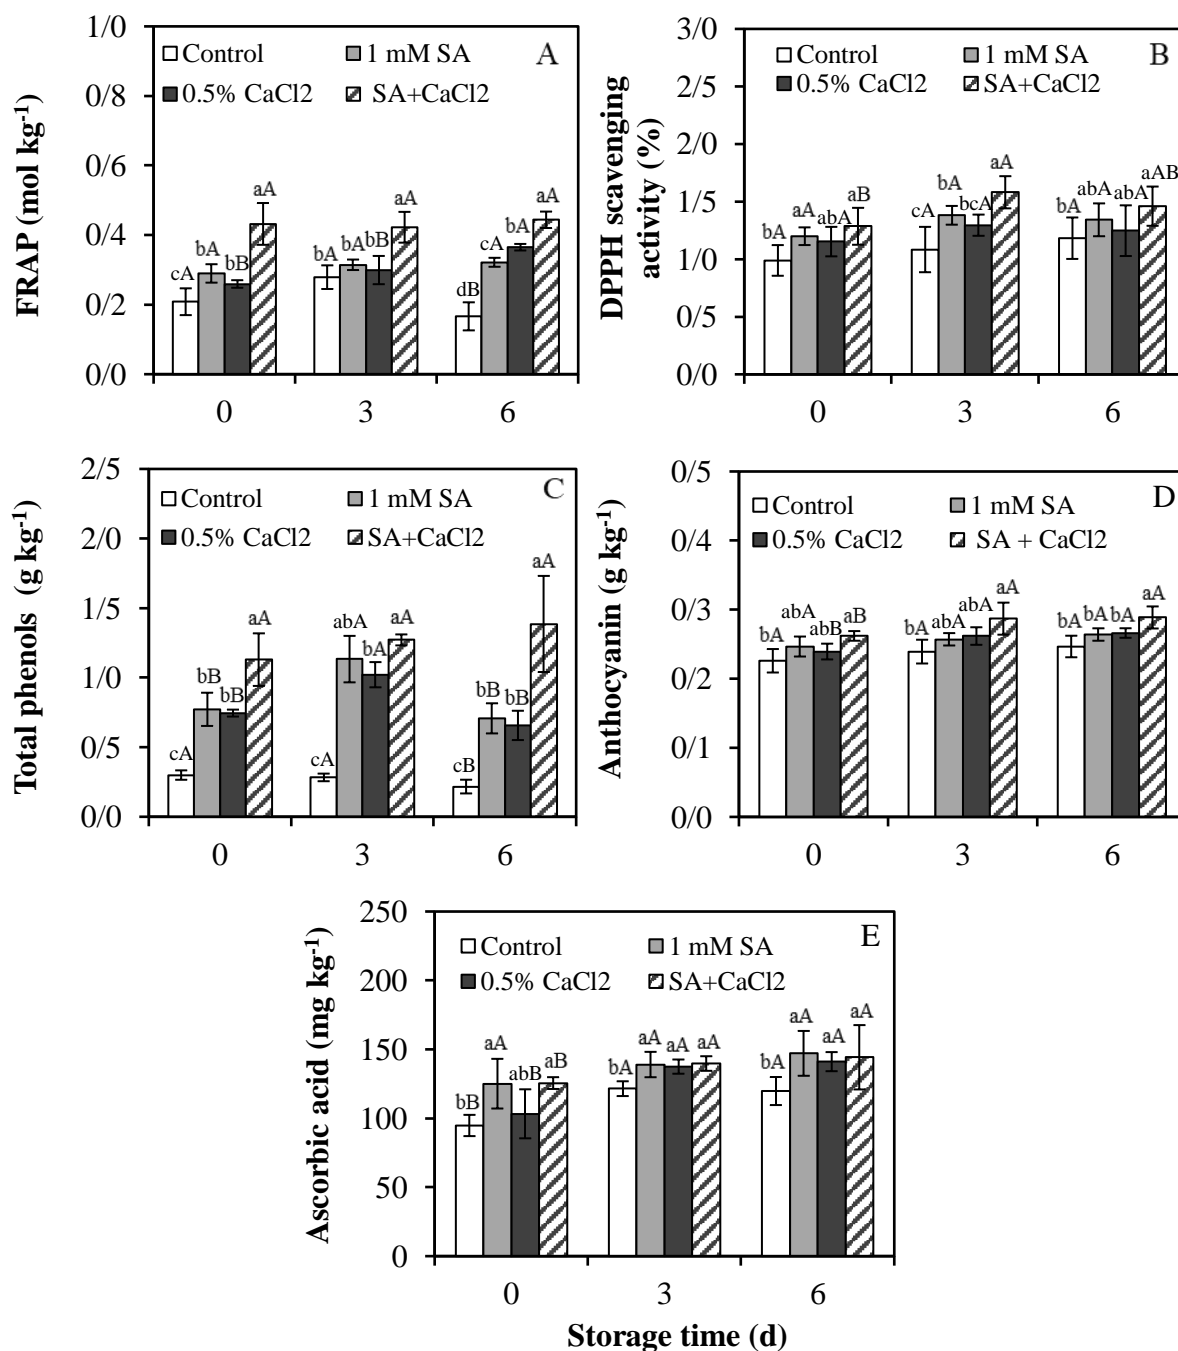 A
Control 1 mM SA
0.5% CaCl2 SA+CaCl2
FRAP (mol kg-1)
1/0
0/8
0/6
0/4
0/2
0/0
cA bA bB aA
bA bA bB aA
dB cA bA aA
0 3 6
B
Control 1 mM SA
0.5% CaCl2 SA+CaCl2
DPPH scavenging
activity (%)
3/0
2/5
2/0
1/5
1/0
0/5
0/0
bA aA abA aB
cA bA bcA aA
bA abA abA aAB
0 3 6
C
Control 1 mM SA
0.5% CaCl2 SA+CaCl2
Total phenols (g kg-1)
2/5
2/0
1/5
1/0
0/5
0/0
cA bB bB aA
cA abA bA aA
cB bB bB aA
0 3 6
D
Control 1 mM SA
0.5% CaCl2 SA + CaCl2
Anthocyanin (g kg-1)
0/5
0/4
0/3
0/2
0/1
0/0
bA abA abB aB
bA abA abA aA
bA bA bA aA
0 3 6
E
Control 1 mM SA
0.5% CaCl2 SA+CaCl2
Ascorbic acid (mg kg-1)
250
200
150
100
50
0
bB aA abB aB
bA aA aA aA
bA aA aA aA
0 3 6
Storage time (d)